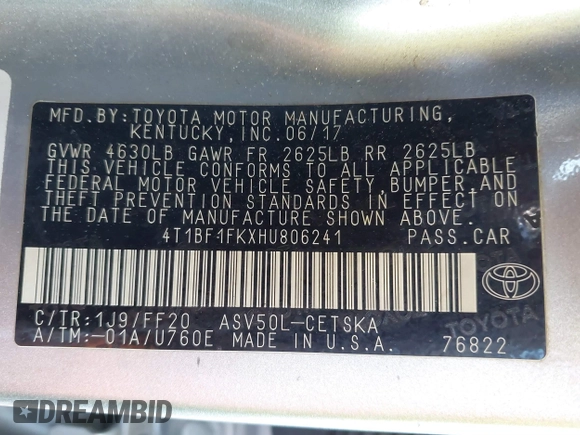 MFD.BY:TOYOTA MOTOR MANUFACTURING,
KENTUCKY,INC.06/17
GVWR 4630LB GAWR FR 2625LB RR 2625LB
THIS VEHICLE CONFORMS TO ALL APPLICABLE
FEDERAL MOTOR VEHICLE SAFETY,BUMPER,AND
THEFT PREVENTION STANDARDS IN EFFECT ON
THE DATE OF MANUFACTURE SHOWN ABOVE.
4T1BF1FKXHU806241 PASS.CAR
C/TR:1J9/FF20 ASV50L-CETSKA
A/TM:-01A/U760E MADE IN U.S.A. 76822
TOYOTA
DREAMBID